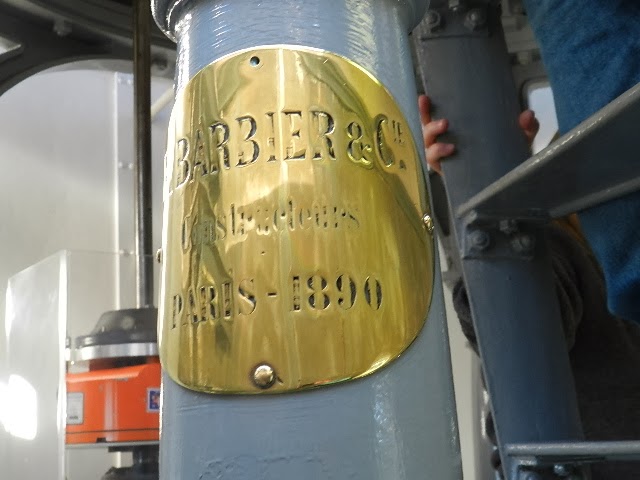 BARBIER & CIE
Constructeurs
PARIS - 1890